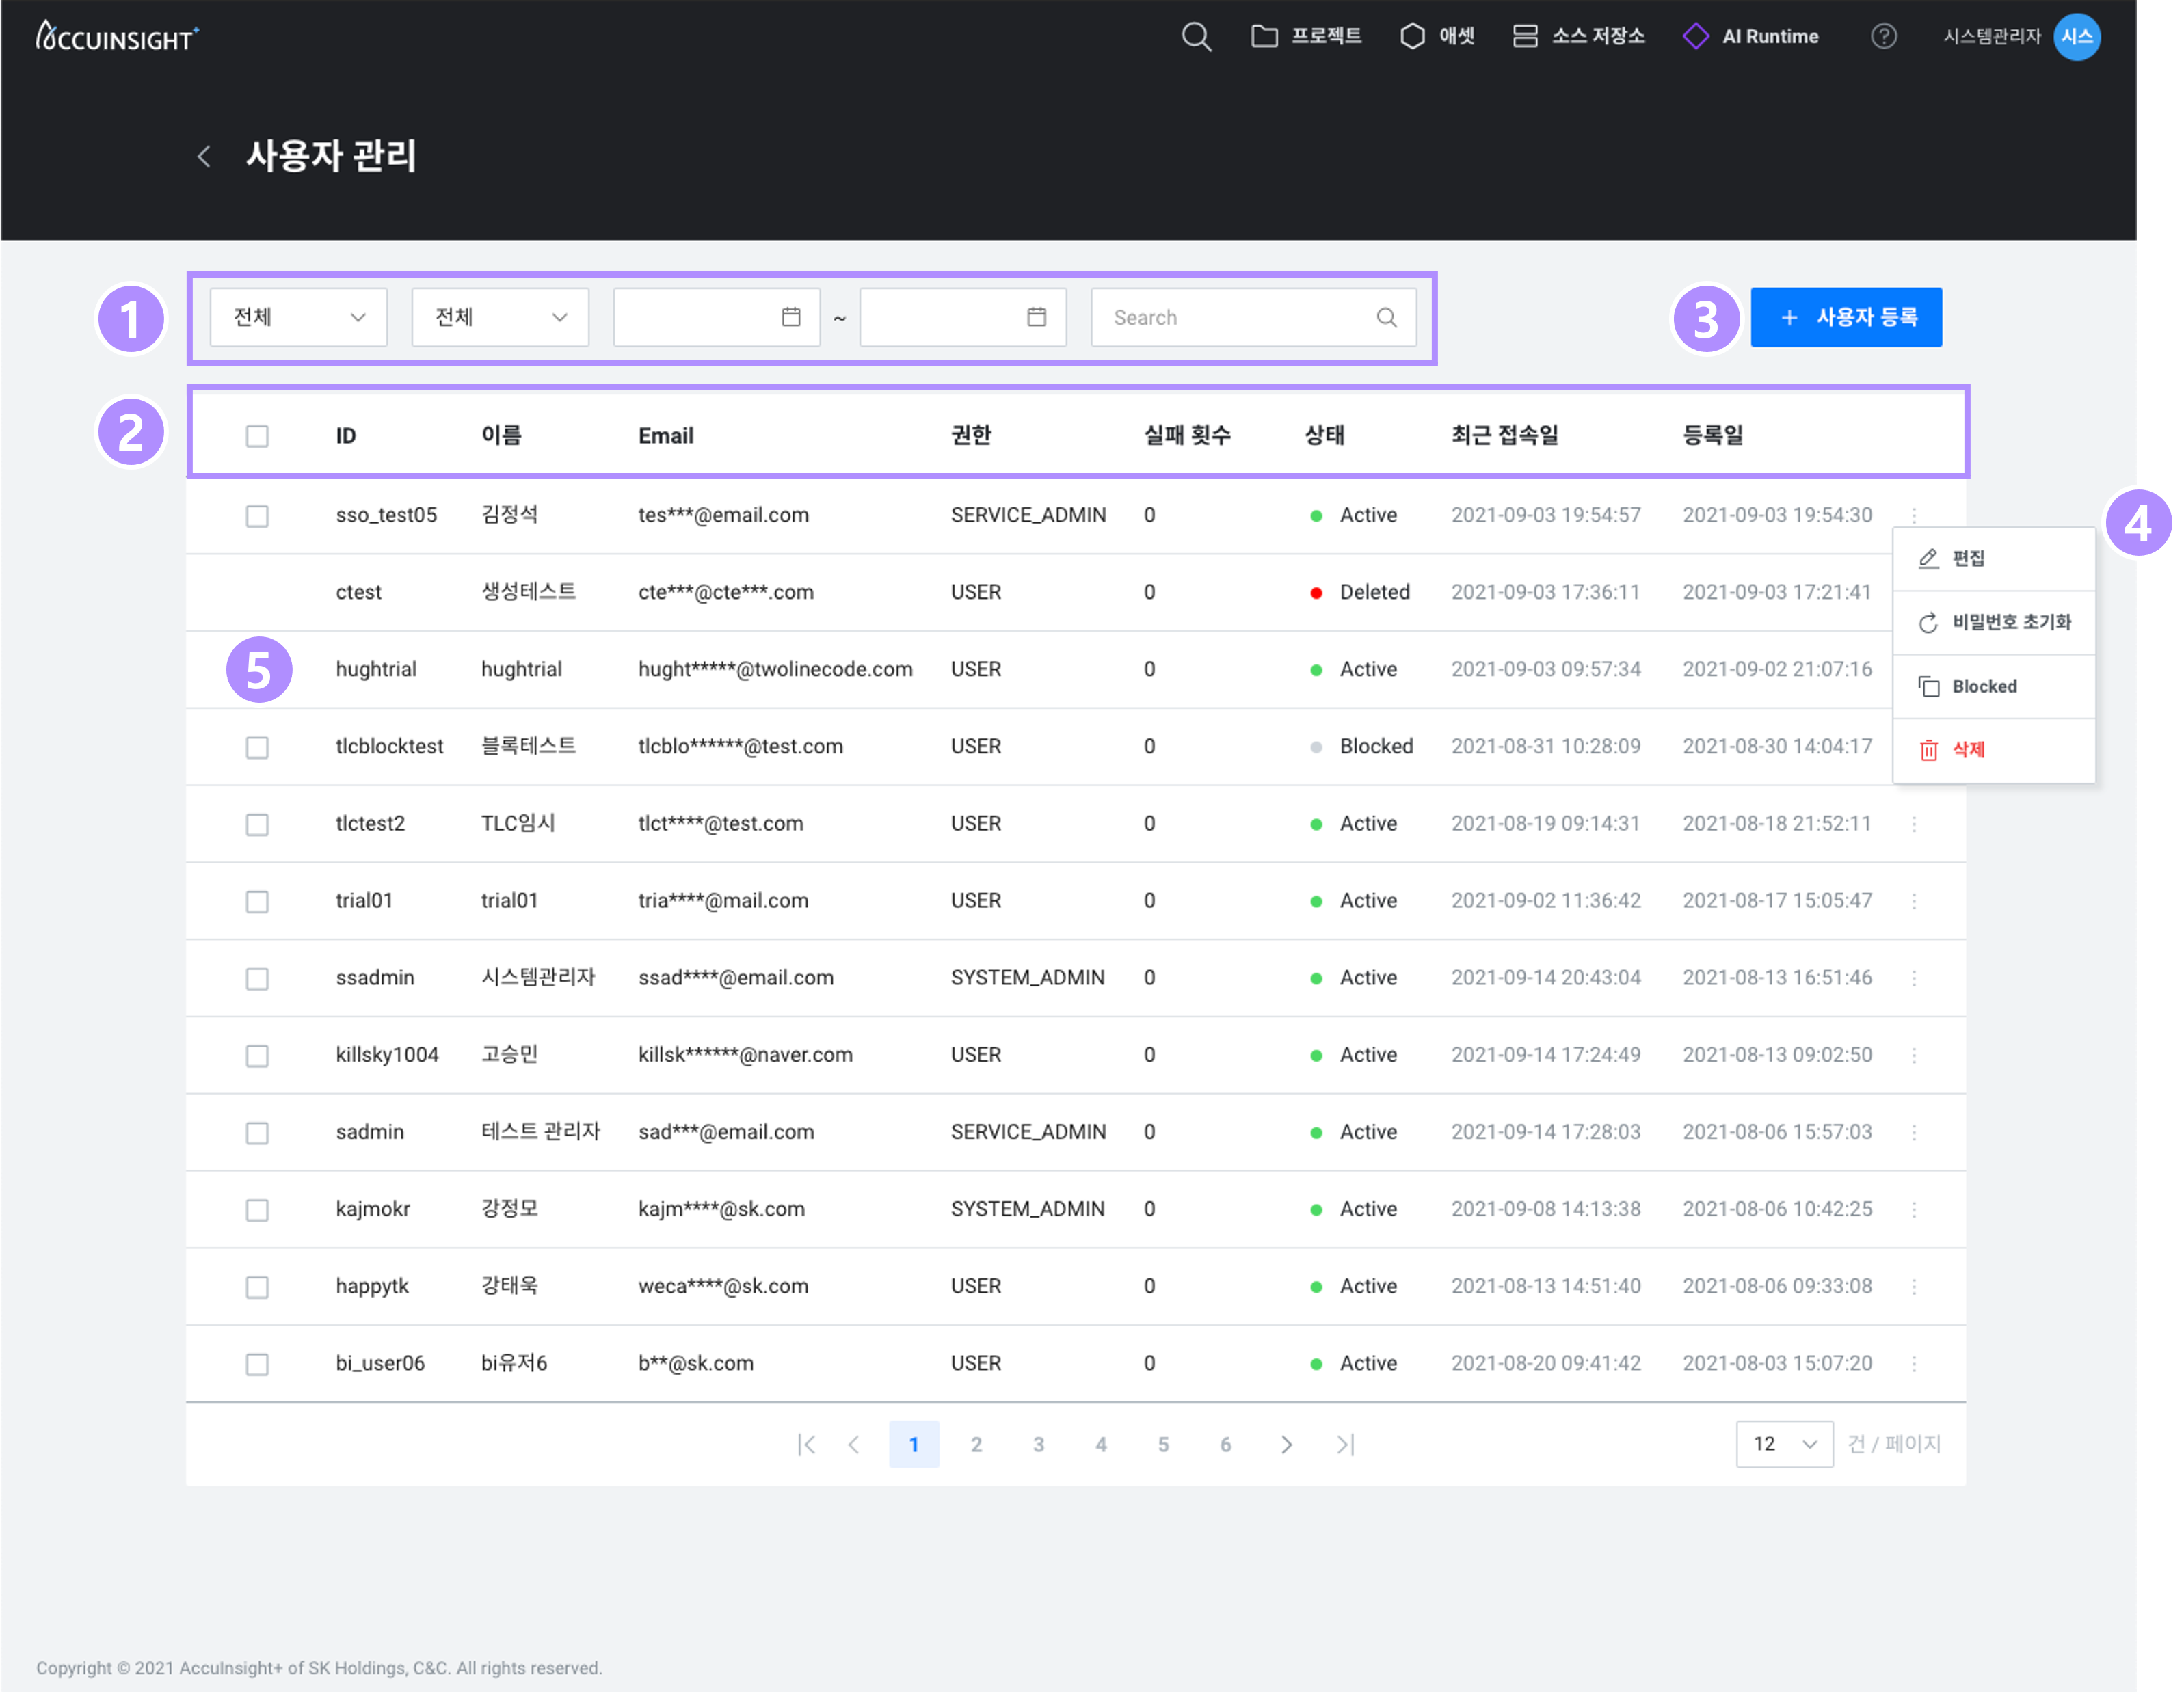 ACCUINSIGHT+ 프로젝트 애셋 소스 저장소 AI Runtime ? 시스템관리자 시스
사용자 관리
1 전체 전체 ~ Search 3 + 사용자 등록
2 ID 이름 Email 권한 실패 횟수 상태 최근 접속일 등록일
sso_test05 김정석 tes***@email.com SERVICE_ADMIN 0 Active 2021-09-03 19:54:57 2021-09-03 19:54:30
4
편집
ctest 생성테스트 cte***@cte***.com USER 0 Deleted 2021-09-03 17:36:11 2021-09-03 17:21:41
비밀번호 초기화
5 hughtrial hughtrial hught*****@twolinecode.com USER 0 Active 2021-09-03 09:57:34 2021-09-02 21:07:16
Blocked
tlcblocktest 블록테스트 tlcblo******@test.com USER 0 Blocked 2021-08-31 10:28:09 2021-08-30 14:04:17
삭제
tlctest2 TLC임시 tlct****@test.com USER 0 Active 2021-08-19 09:14:31 2021-08-18 21:52:11
trial01 trial01 tria****@mail.com USER 0 Active 2021-09-02 11:36:42 2021-08-17 15:05:47
ssadmin 시스템관리자 ssad****@email.com SYSTEM_ADMIN 0 Active 2021-09-14 20:43:04 2021-08-13 16:51:46
killsky1004 고승민 killsk******@naver.com USER 0 Active 2021-09-14 17:24:49 2021-08-13 09:02:50
sadmin 테스트 관리자 sad***@email.com SERVICE_ADMIN 0 Active 2021-09-14 17:28:03 2021-08-06 15:57:03
kajmokr 강정모 kajm****@sk.com SYSTEM_ADMIN 0 Active 2021-09-08 14:13:38 2021-08-06 10:42:25
happytk 강태욱 weca****@sk.com USER 0 Active 2021-08-13 14:51:40 2021-08-06 09:33:08
bi_user06 bi유저6 b**@sk.com USER 0 Active 2021-08-20 09:41:42 2021-08-03 15:07:20
1 2 3 4 5 6 12 건 / 페이지
Copyright © 2021 AccuInsight+ of SK Holdings, C&C. All rights reserved.